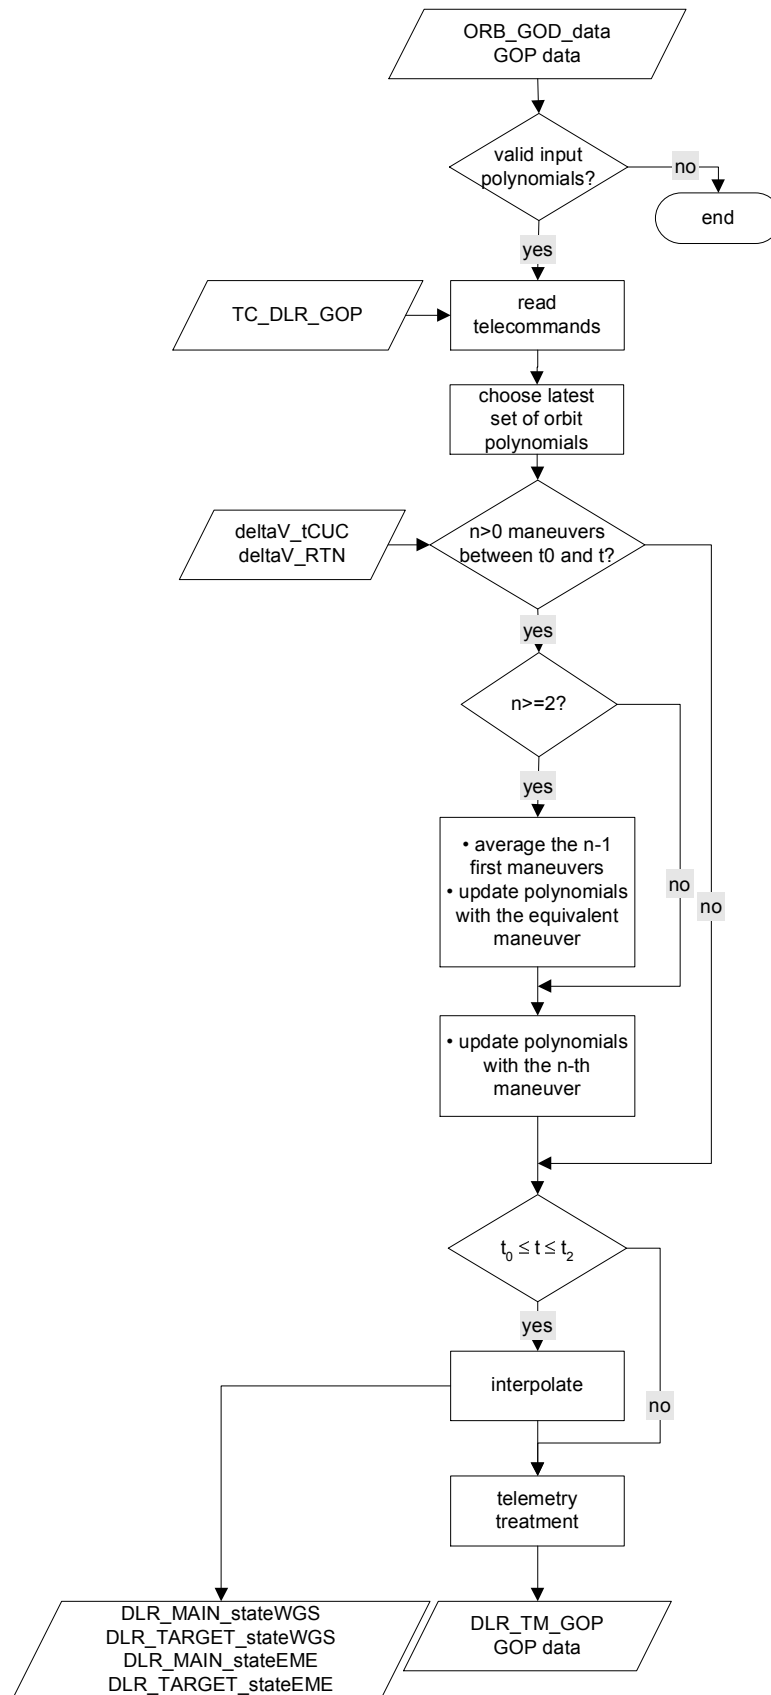 ORB_GOD_data
GOP data
valid input
polynomials?
no
end
yes
TC_DLR_GOP
read
telecommands
choose latest
set of orbit
polynomials
deltaV_tCUC
deltaV_RTN
n>0 maneuvers
between t0 and t?
yes
n>=2?
yes
• average the n-1
first maneuvers
• update polynomials
with the equivalent
maneuver
no
no
• update polynomials
with the n-th
maneuver
t₀ ≤ t ≤ t₂
yes
interpolate
no
telemetry
treatment
DLR_MAIN_stateWGS
DLR_TARGET_stateWGS
DLR_MAIN_stateEME
DLR_TARGET_stateEME
DLR_TM_GOP
GOP data